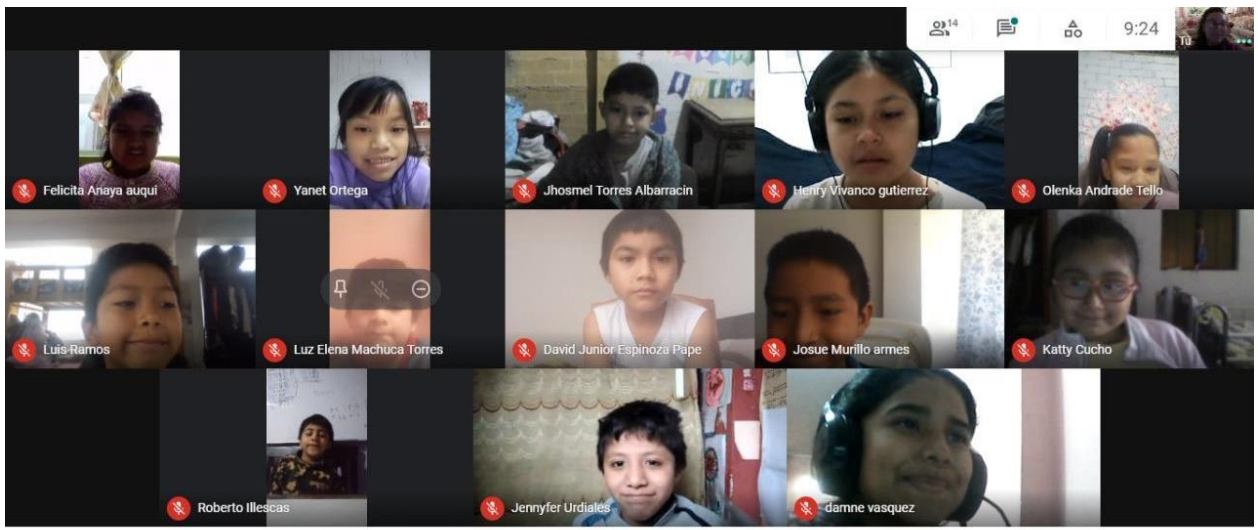 14
9:24
Tú
Felicita Anaya auqui
Yanet Ortega
Jhosmel Torres Albarracin
Henry Vivanco gutierrez
Olenka Andrade Tello
Luis Ramos
Luz Elena Machuca Torres
David Junior Espinoza Pape
Josue Murillo armes
Katty Cucho
Roberto Illescas
Jennyfer Urdiales
damne vasquez